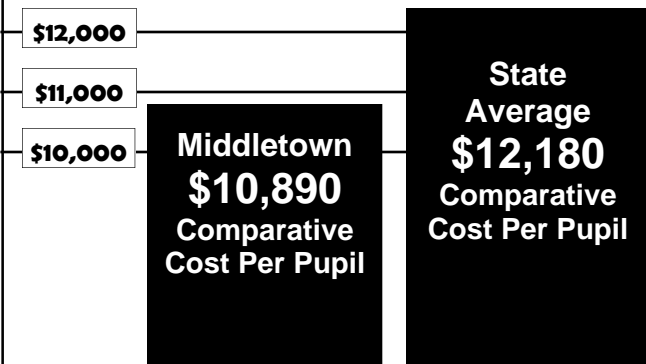 $12,000
$11,000
$10,000
Middletown
$10,890
Comparative
Cost Per Pupil
State
Average
$12,180
Comparative
Cost Per Pupil